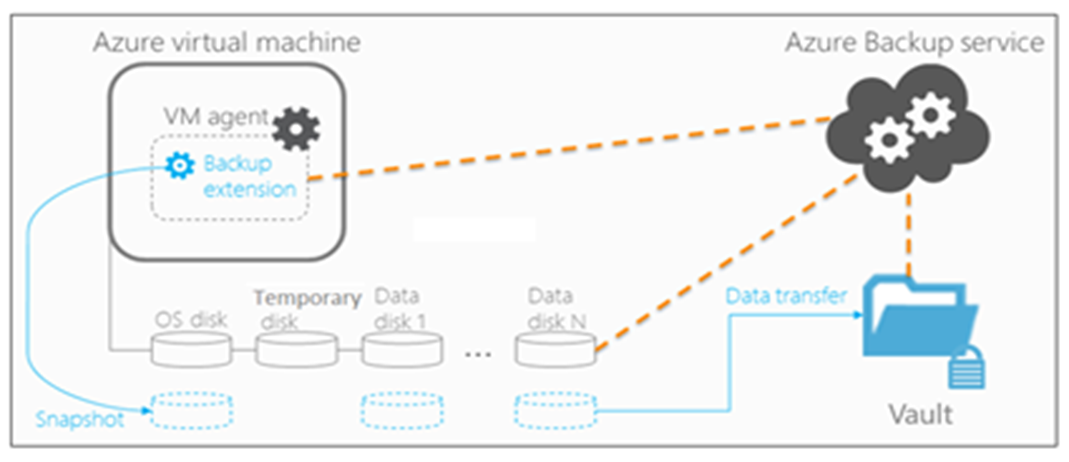 Azure virtual machine
Azure Backup service
VM agent
Backup
extension
OS disk
Temporary
disk
Data
disk 1
...
Data
disk N
Data transfer
Snapshot
Vault